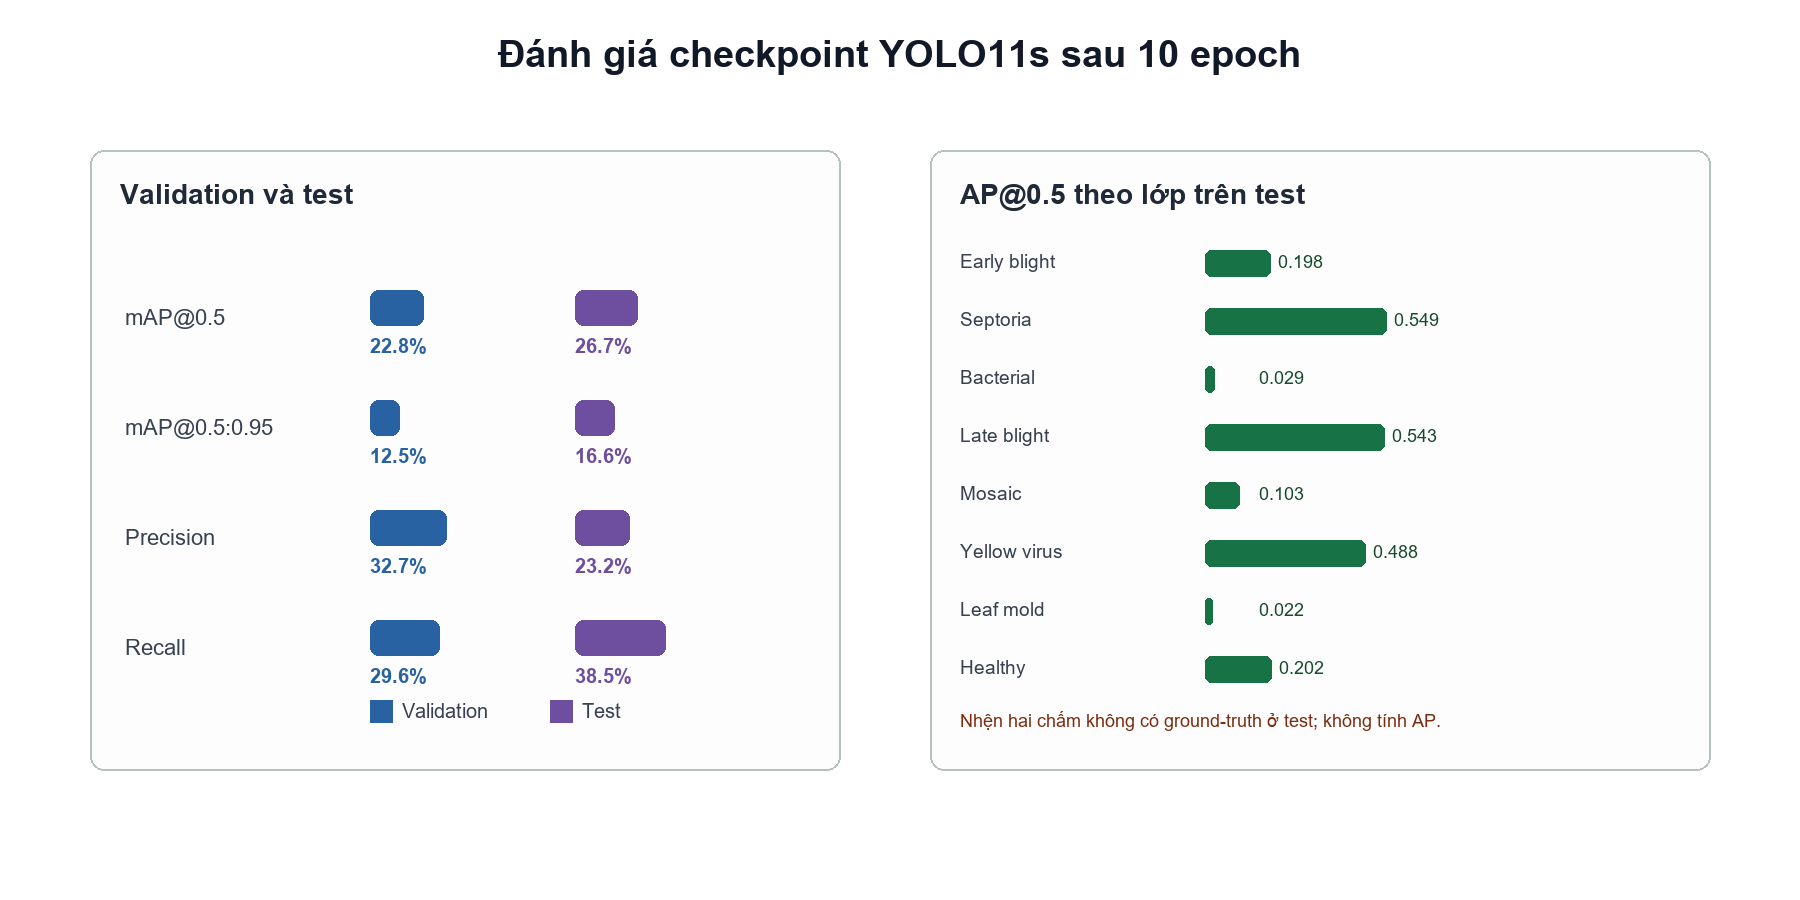 Đánh giá checkpoint YOLO11s sau 10 epoch
Validation và test
mAP@0.5
22.8%
26.7%
mAP@0.5:0.95
12.5%
16.6%
Precision
32.7%
23.2%
Recall
29.6%
38.5%
Validation
Test
AP@0.5 theo lớp trên test
Early blight 0.198
Septoria 0.549
Bacterial 0.029
Late blight 0.543
Mosaic 0.103
Yellow virus 0.488
Leaf mold 0.022
Healthy 0.202
Nhện hai chấm không có ground-truth ở test; không tính AP.